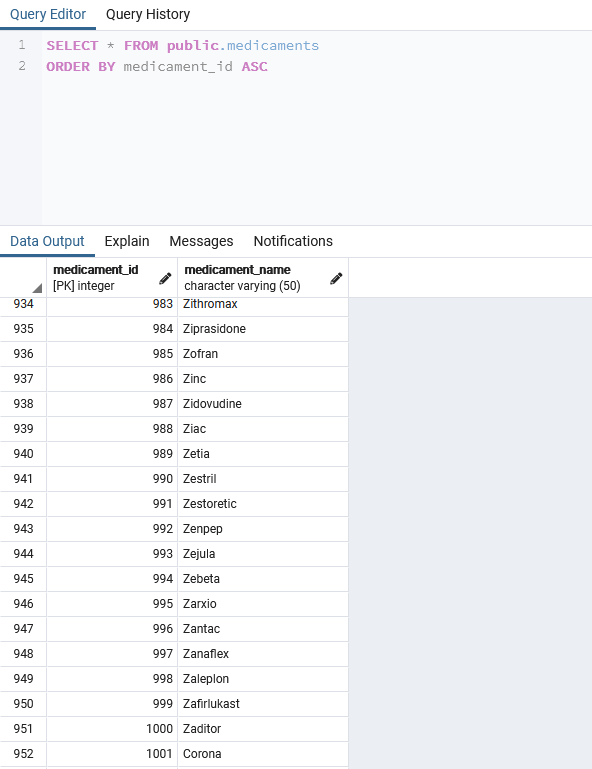 Query Editor Query History
1 SELECT * FROM public.medicaments
2 ORDER BY medicament_id ASC
Data Output Explain Messages Notifications
medicament_id medicament_name
[PK] integer character varying (50)
934 983 Zithromax
935 984 Ziprasidone
936 985 Zofran
937 986 Zinc
938 987 Zidovudine
939 988 Ziac
940 989 Zetia
941 990 Zestril
942 991 Zestoretic
943 992 Zenpep
944 993 Zejula
945 994 Zebeta
946 995 Zarxio
947 996 Zantac
948 997 Zanaflex
949 998 Zaleplon
950 999 Zafirlukast
951 1000 Zaditor
952 1001 Corona